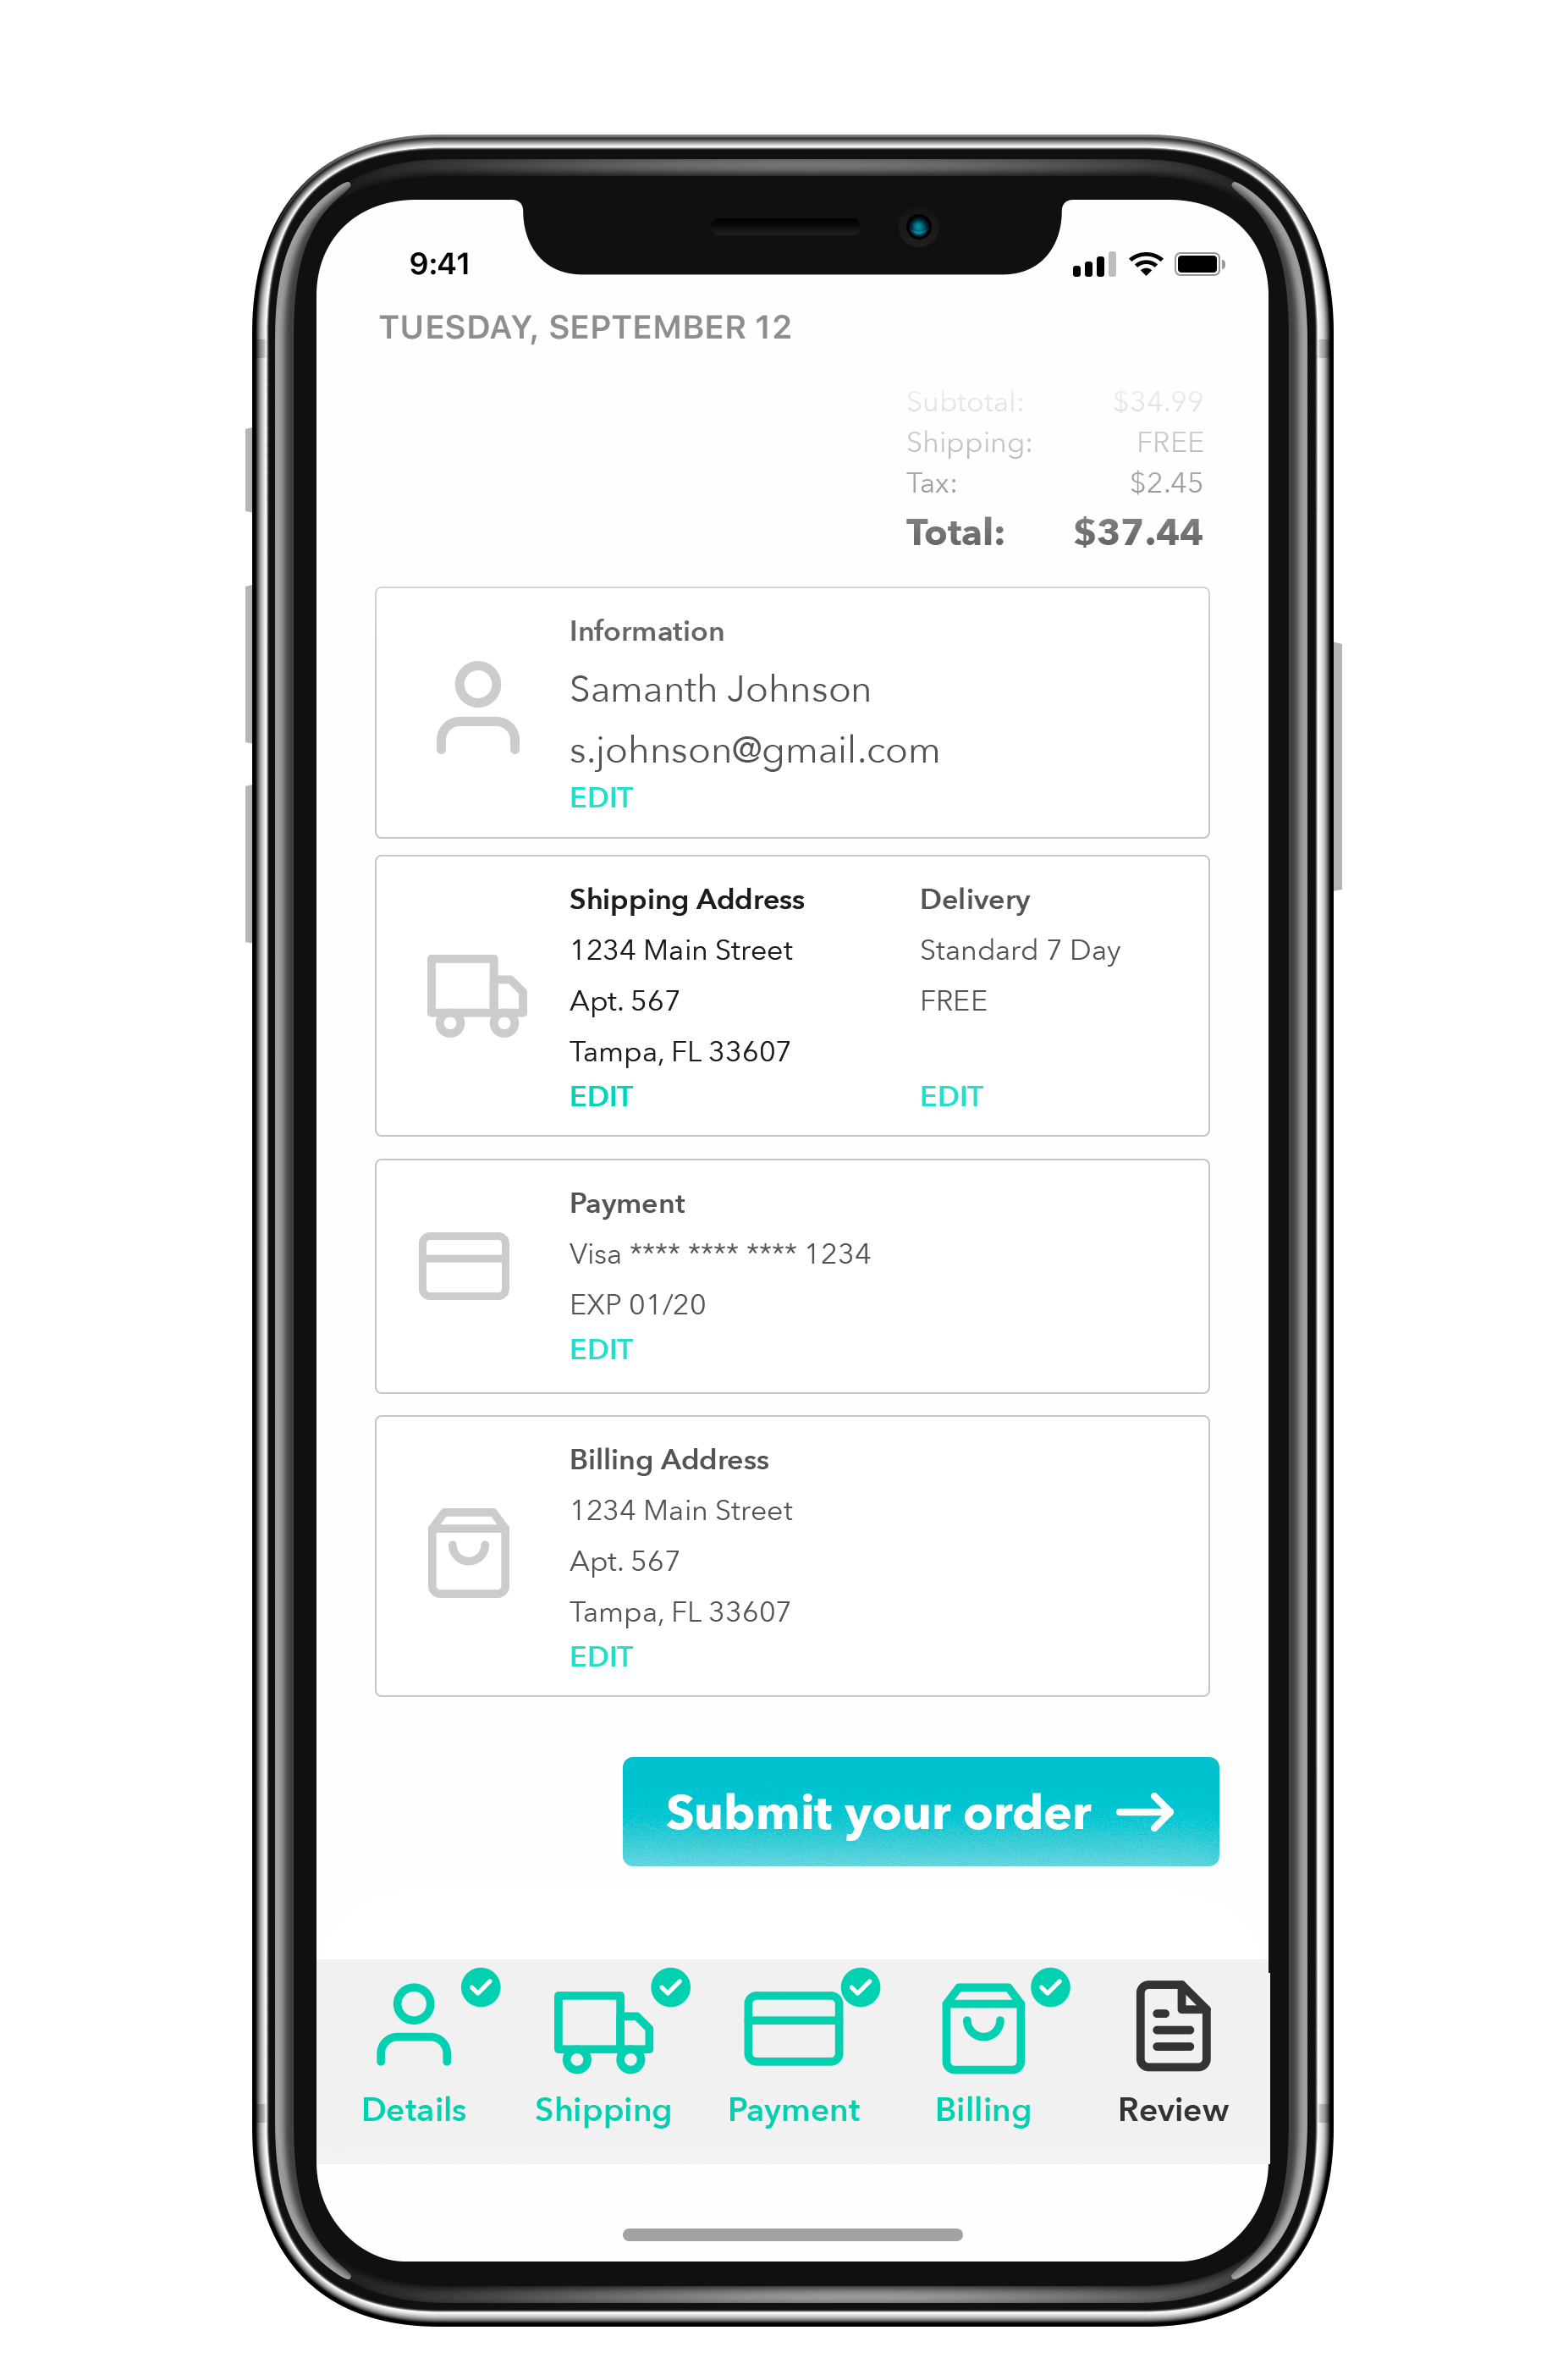 9:41
TUESDAY, SEPTEMBER 12
Subtotal: $34.99
Shipping: FREE
Tax: $2.45
Total: $37.44
Information
Samanth Johnson
s.johnson@gmail.com
EDIT
Shipping Address
1234 Main Street
Apt. 567
Tampa, FL 33607
EDIT
Delivery
Standard 7 Day
FREE
EDIT
Payment
Visa **** **** **** 1234
EXP 01/20
EDIT
Billing Address
1234 Main Street
Apt. 567
Tampa, FL 33607
EDIT
Submit your order
Details Shipping Payment Billing Review